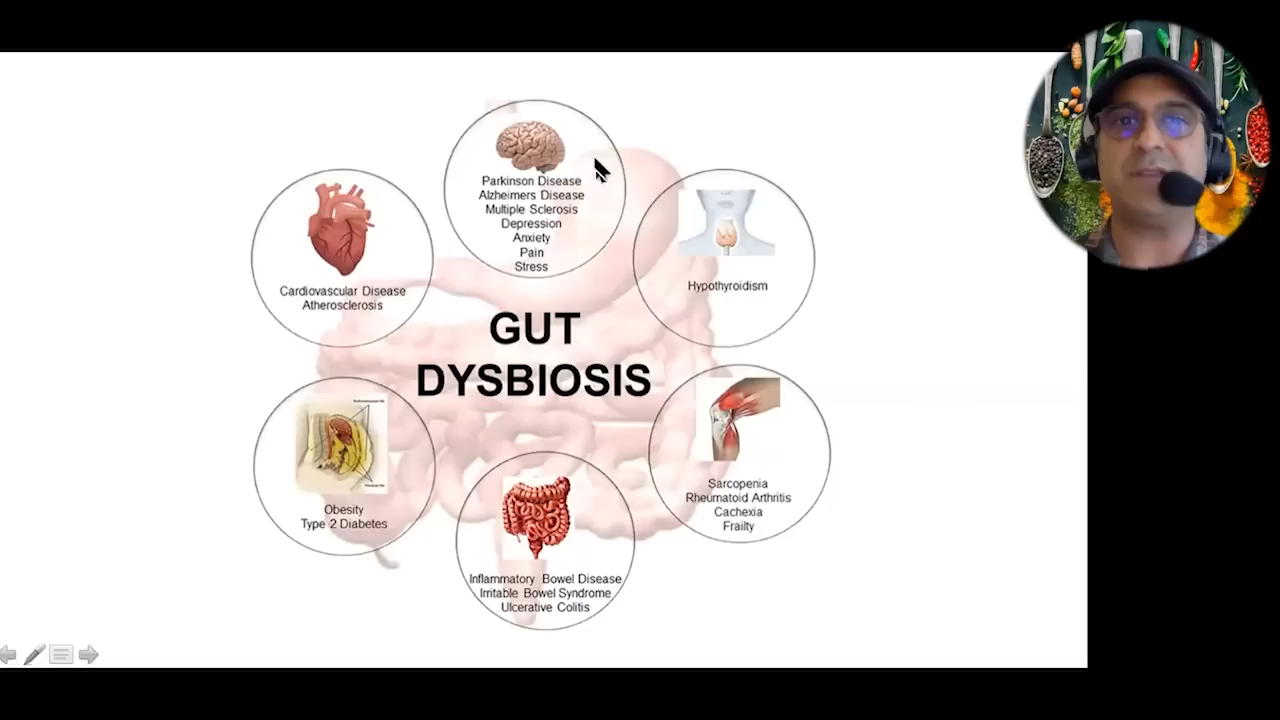 Parkinson Disease
Alzheimers Disease
Multiple Sclerosis
Depression
Anxiety
Pain
Stress
Cardiovascular Disease
Atherosclerosis
Hypothyroidism
GUT
DYSBIOSIS
Obesity
Type 2 Diabetes
Sarcopenia
Rheumatoid Arthritis
Cachexia
Frailty
Inflammatory Bowel Disease
Irritable Bowel Syndrome
Ulcerative Colitis